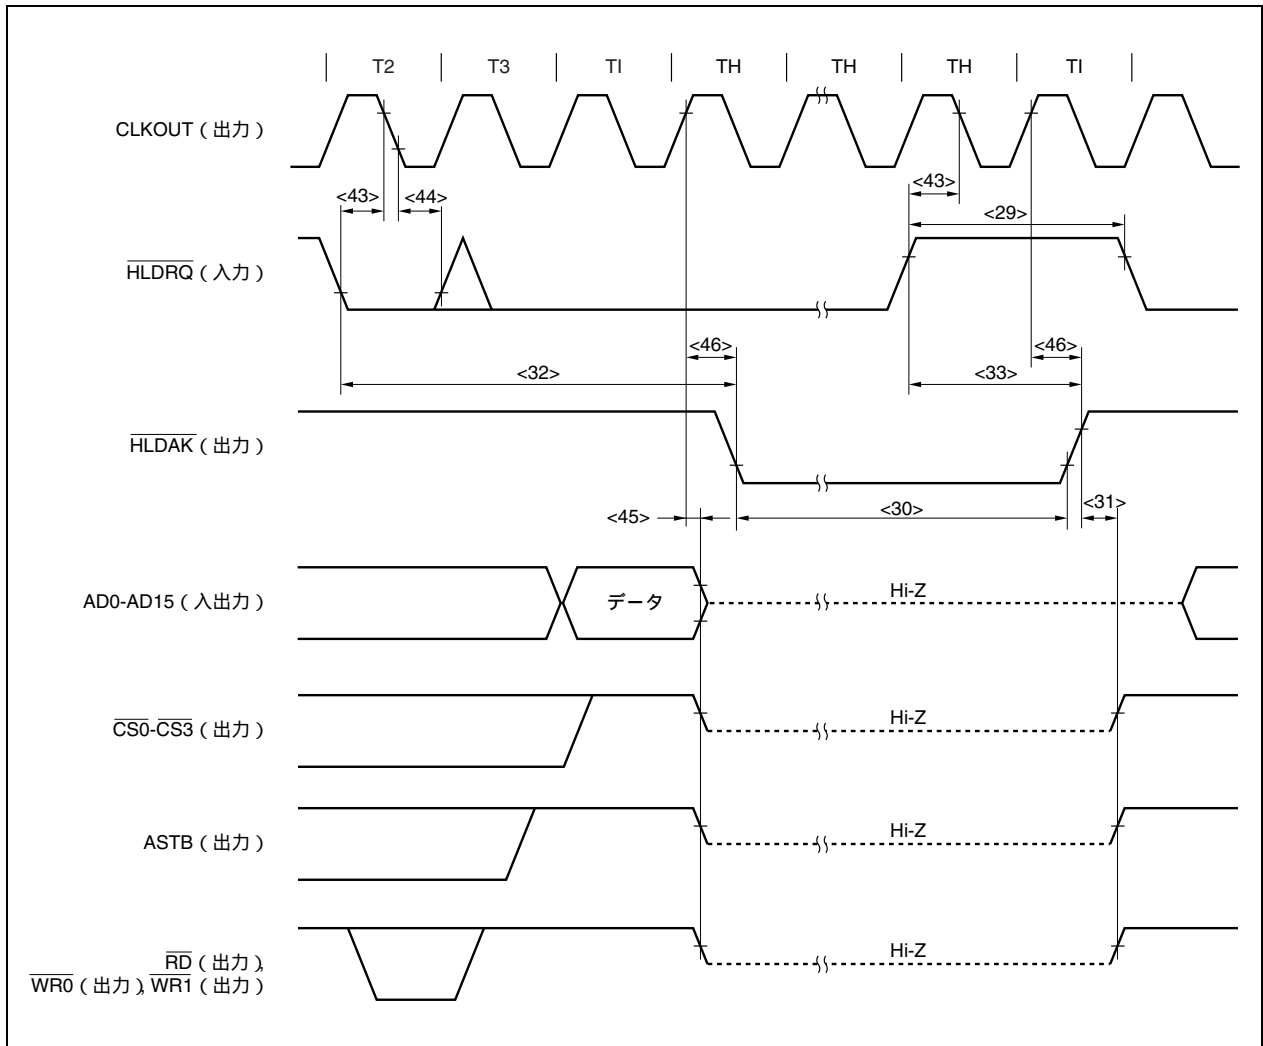 T2 T3 TI TH TH TH TI
CLKOUT（出力）
<43> <44> <43>
<29>
HLDRQ（入力）
<46> <46>
<32> <33>
HLDAK（出力）
<45> <30> <31>
AD0-AD15（入出力） データ Hi-Z
CS0-CS3（出力） Hi-Z
ASTB（出力） Hi-Z
RD（出力）, Hi-Z
WR0（出力）, WR1（出力）